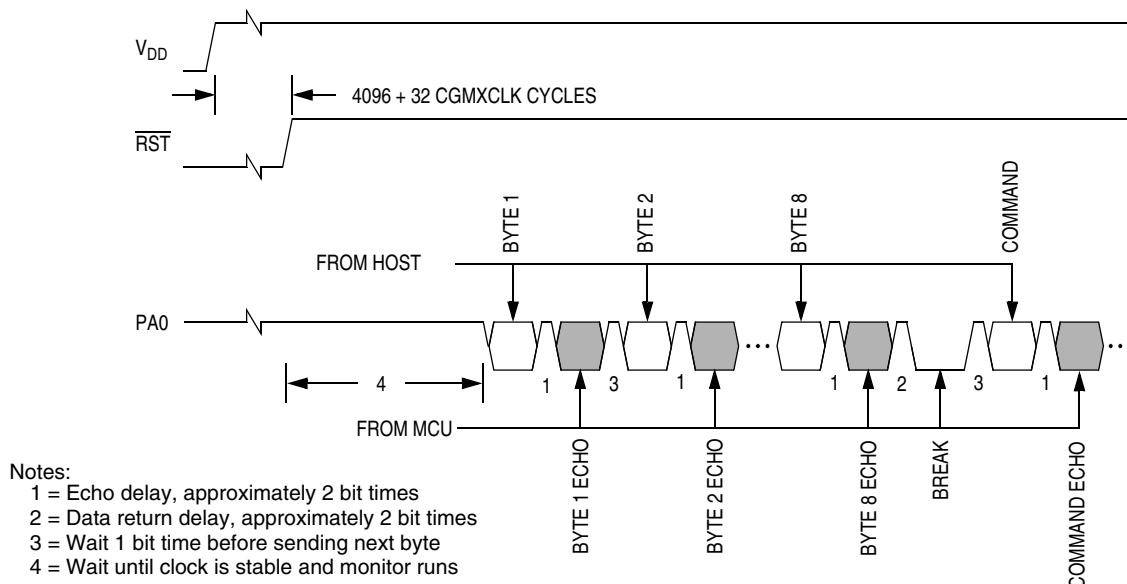 VDD
4096 + 32 CGMXCLK CYCLES
RST
BYTE 1
BYTE 2
BYTE 8
COMMAND
FROM HOST
PA0
4
1
3
1
1
2
3
1
FROM MCU
BYTE 1 ECHO
BYTE 2 ECHO
BYTE 8 ECHO
BREAK
COMMAND ECHO
Notes:
1 = Echo delay, approximately 2 bit times
2 = Data return delay, approximately 2 bit times
3 = Wait 1 bit time before sending next byte
4 = Wait until clock is stable and monitor runs